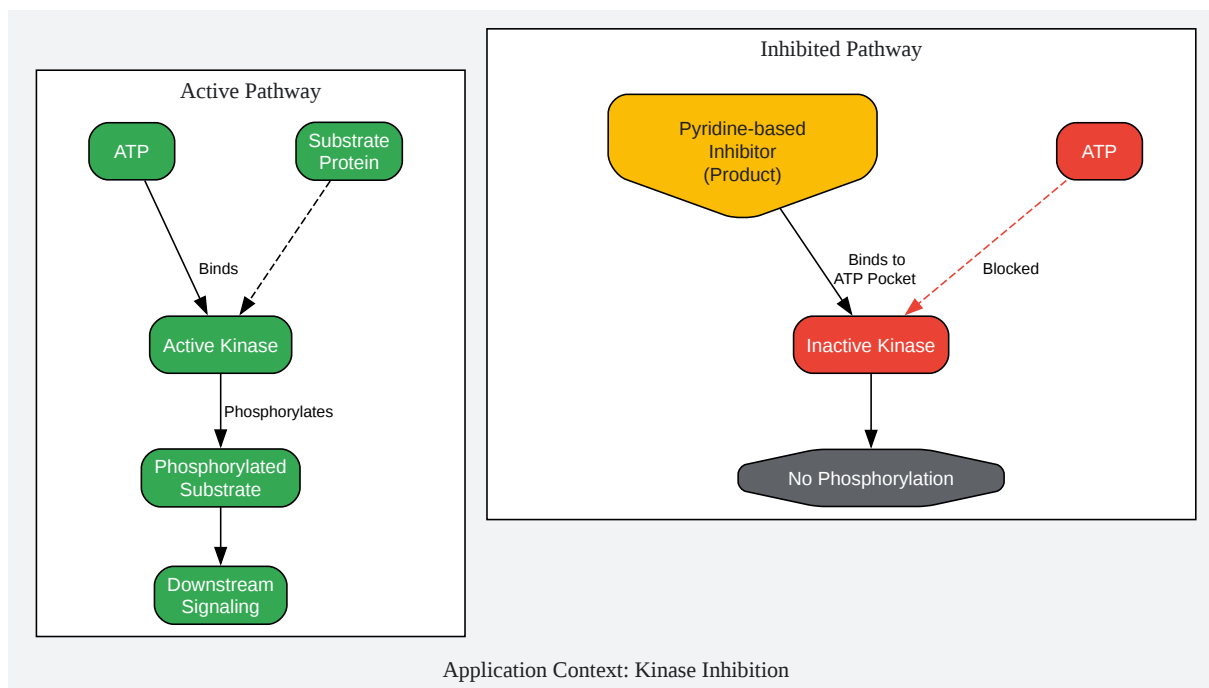 Active Pathway
ATP
Substrate
Protein
Binds
Active Kinase
Phosphorylates
Phosphorylated
Substrate
Downstream
Signaling
Inhibited Pathway
Pyridine-based
Inhibitor
(Product)
ATP
Binds to
ATP Pocket
Blocked
Inactive Kinase
No Phosphorylation
Application Context: Kinase Inhibition